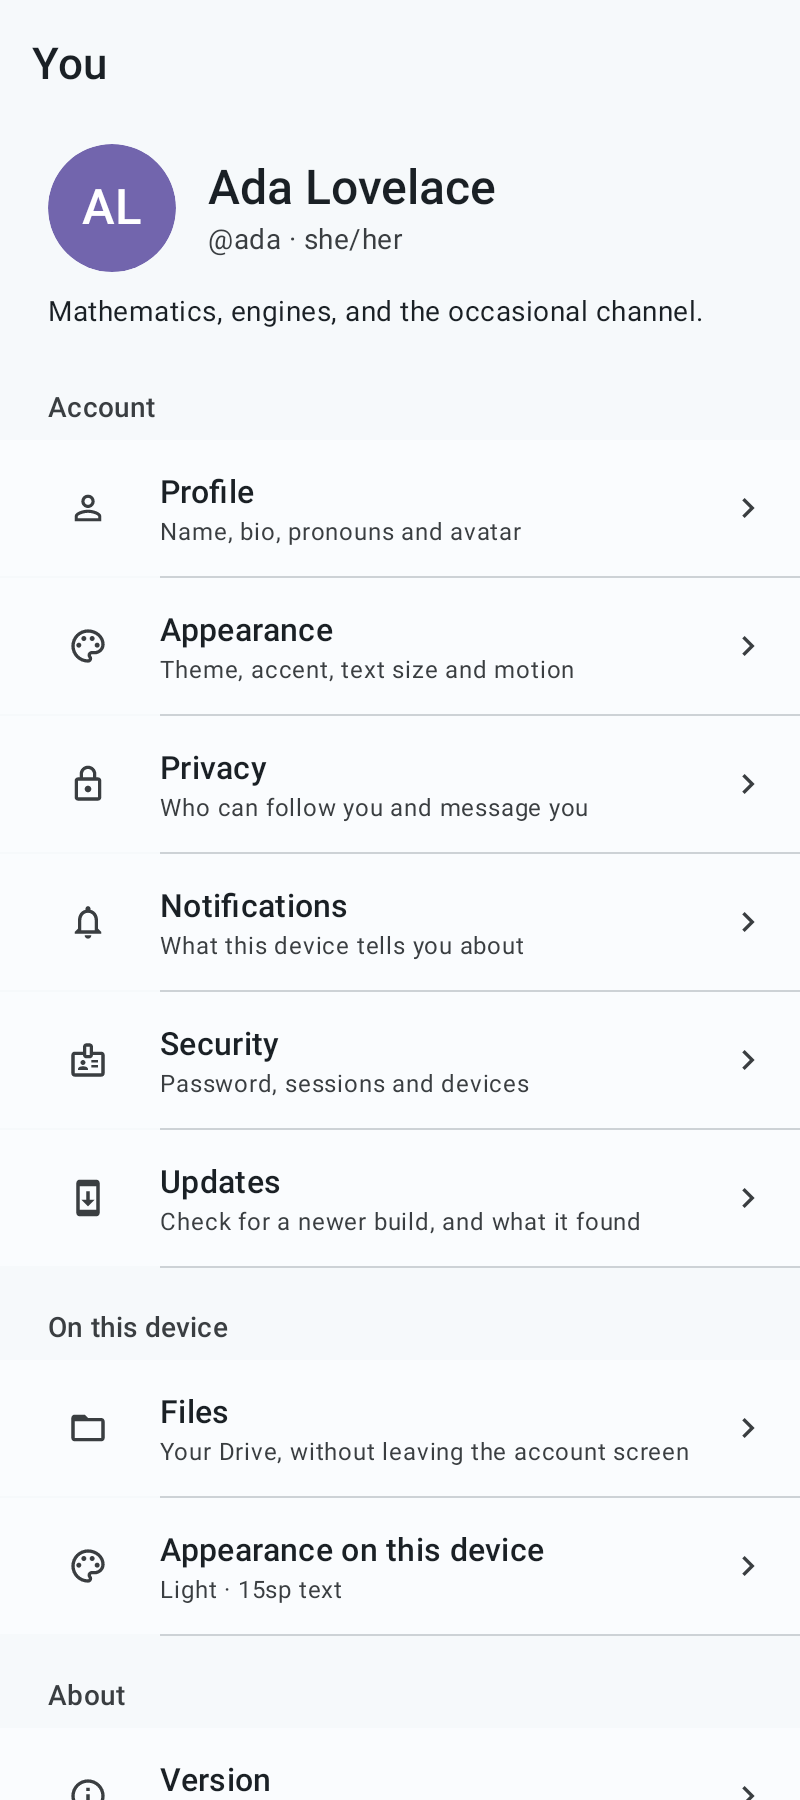 You
AL
Ada Lovelace
@ada · she/her
Mathematics, engines, and the occasional channel.
Account
Profile
Name, bio, pronouns and avatar
Appearance
Theme, accent, text size and motion
Privacy
Who can follow you and message you
Notifications
What this device tells you about
Security
Password, sessions and devices
Updates
Check for a newer build, and what it found
On this device
Files
Your Drive, without leaving the account screen
Appearance on this device
Light · 15sp text
About
Version